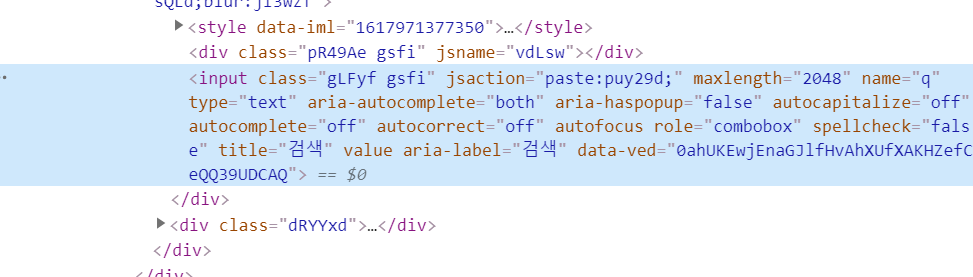 <style data-iml="1617971377350">…</style>
<div class="pR49Ae gsfi" jsname="vdLsw"></div>
<input class="gLFyf gsfi" jsaction="paste:puy29d;" maxlength="2048" name="q"
type="text" aria-autocomplete="both" aria-haspopup="false" autocapitalize="off"
autocomplete="off" autocorrect="off" autofocus role="combobox" spellcheck="fals
e" title="검색" value aria-label="검색" data-ved="0ahUKEwjEnaGJlfHvAhXUfXAKHZefC
eQQ39UDCAQ"> == $0
</div>
<div class="dRYYxd">…</div>
</div>
</div>